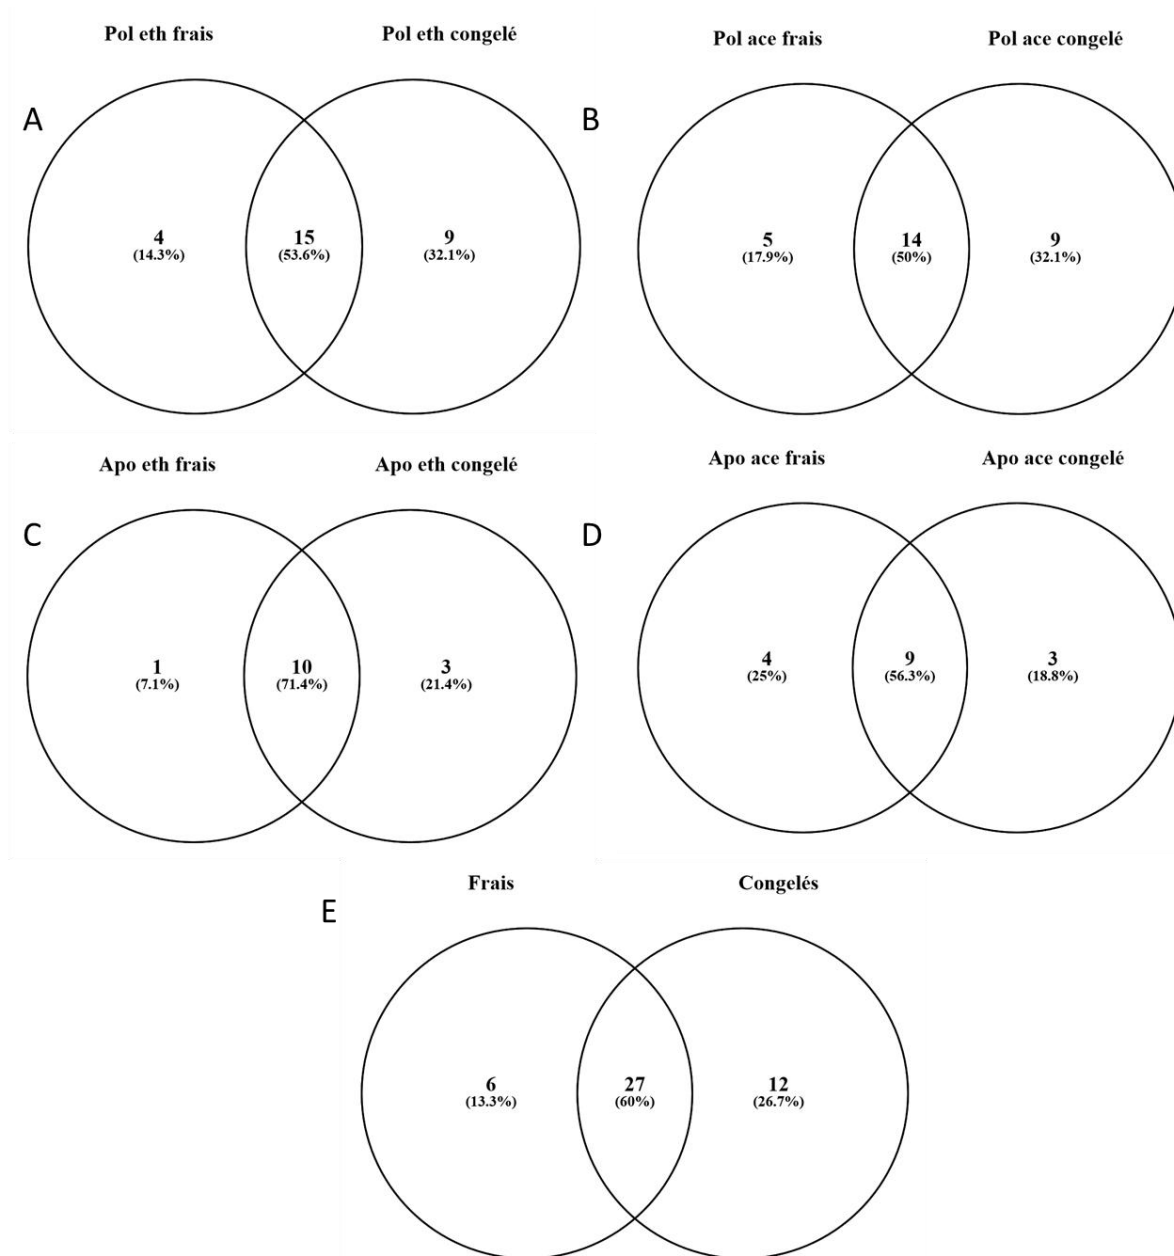 Pol eth frais
Pol eth congelé
A
4
(14.3%)
15
(53.6%)
9
(32.1%)
Pol ace frais
Pol ace congelé
B
5
(17.9%)
14
(50%)
9
(32.1%)
Apo eth frais
Apo eth congelé
C
1
(7.1%)
10
(71.4%)
3
(21.4%)
Apo ace frais
Apo ace congelé
D
4
(25%)
9
(56.3%)
3
(18.8%)
Frais
Congelés
E
6
(13.3%)
27
(60%)
12
(26.7%)